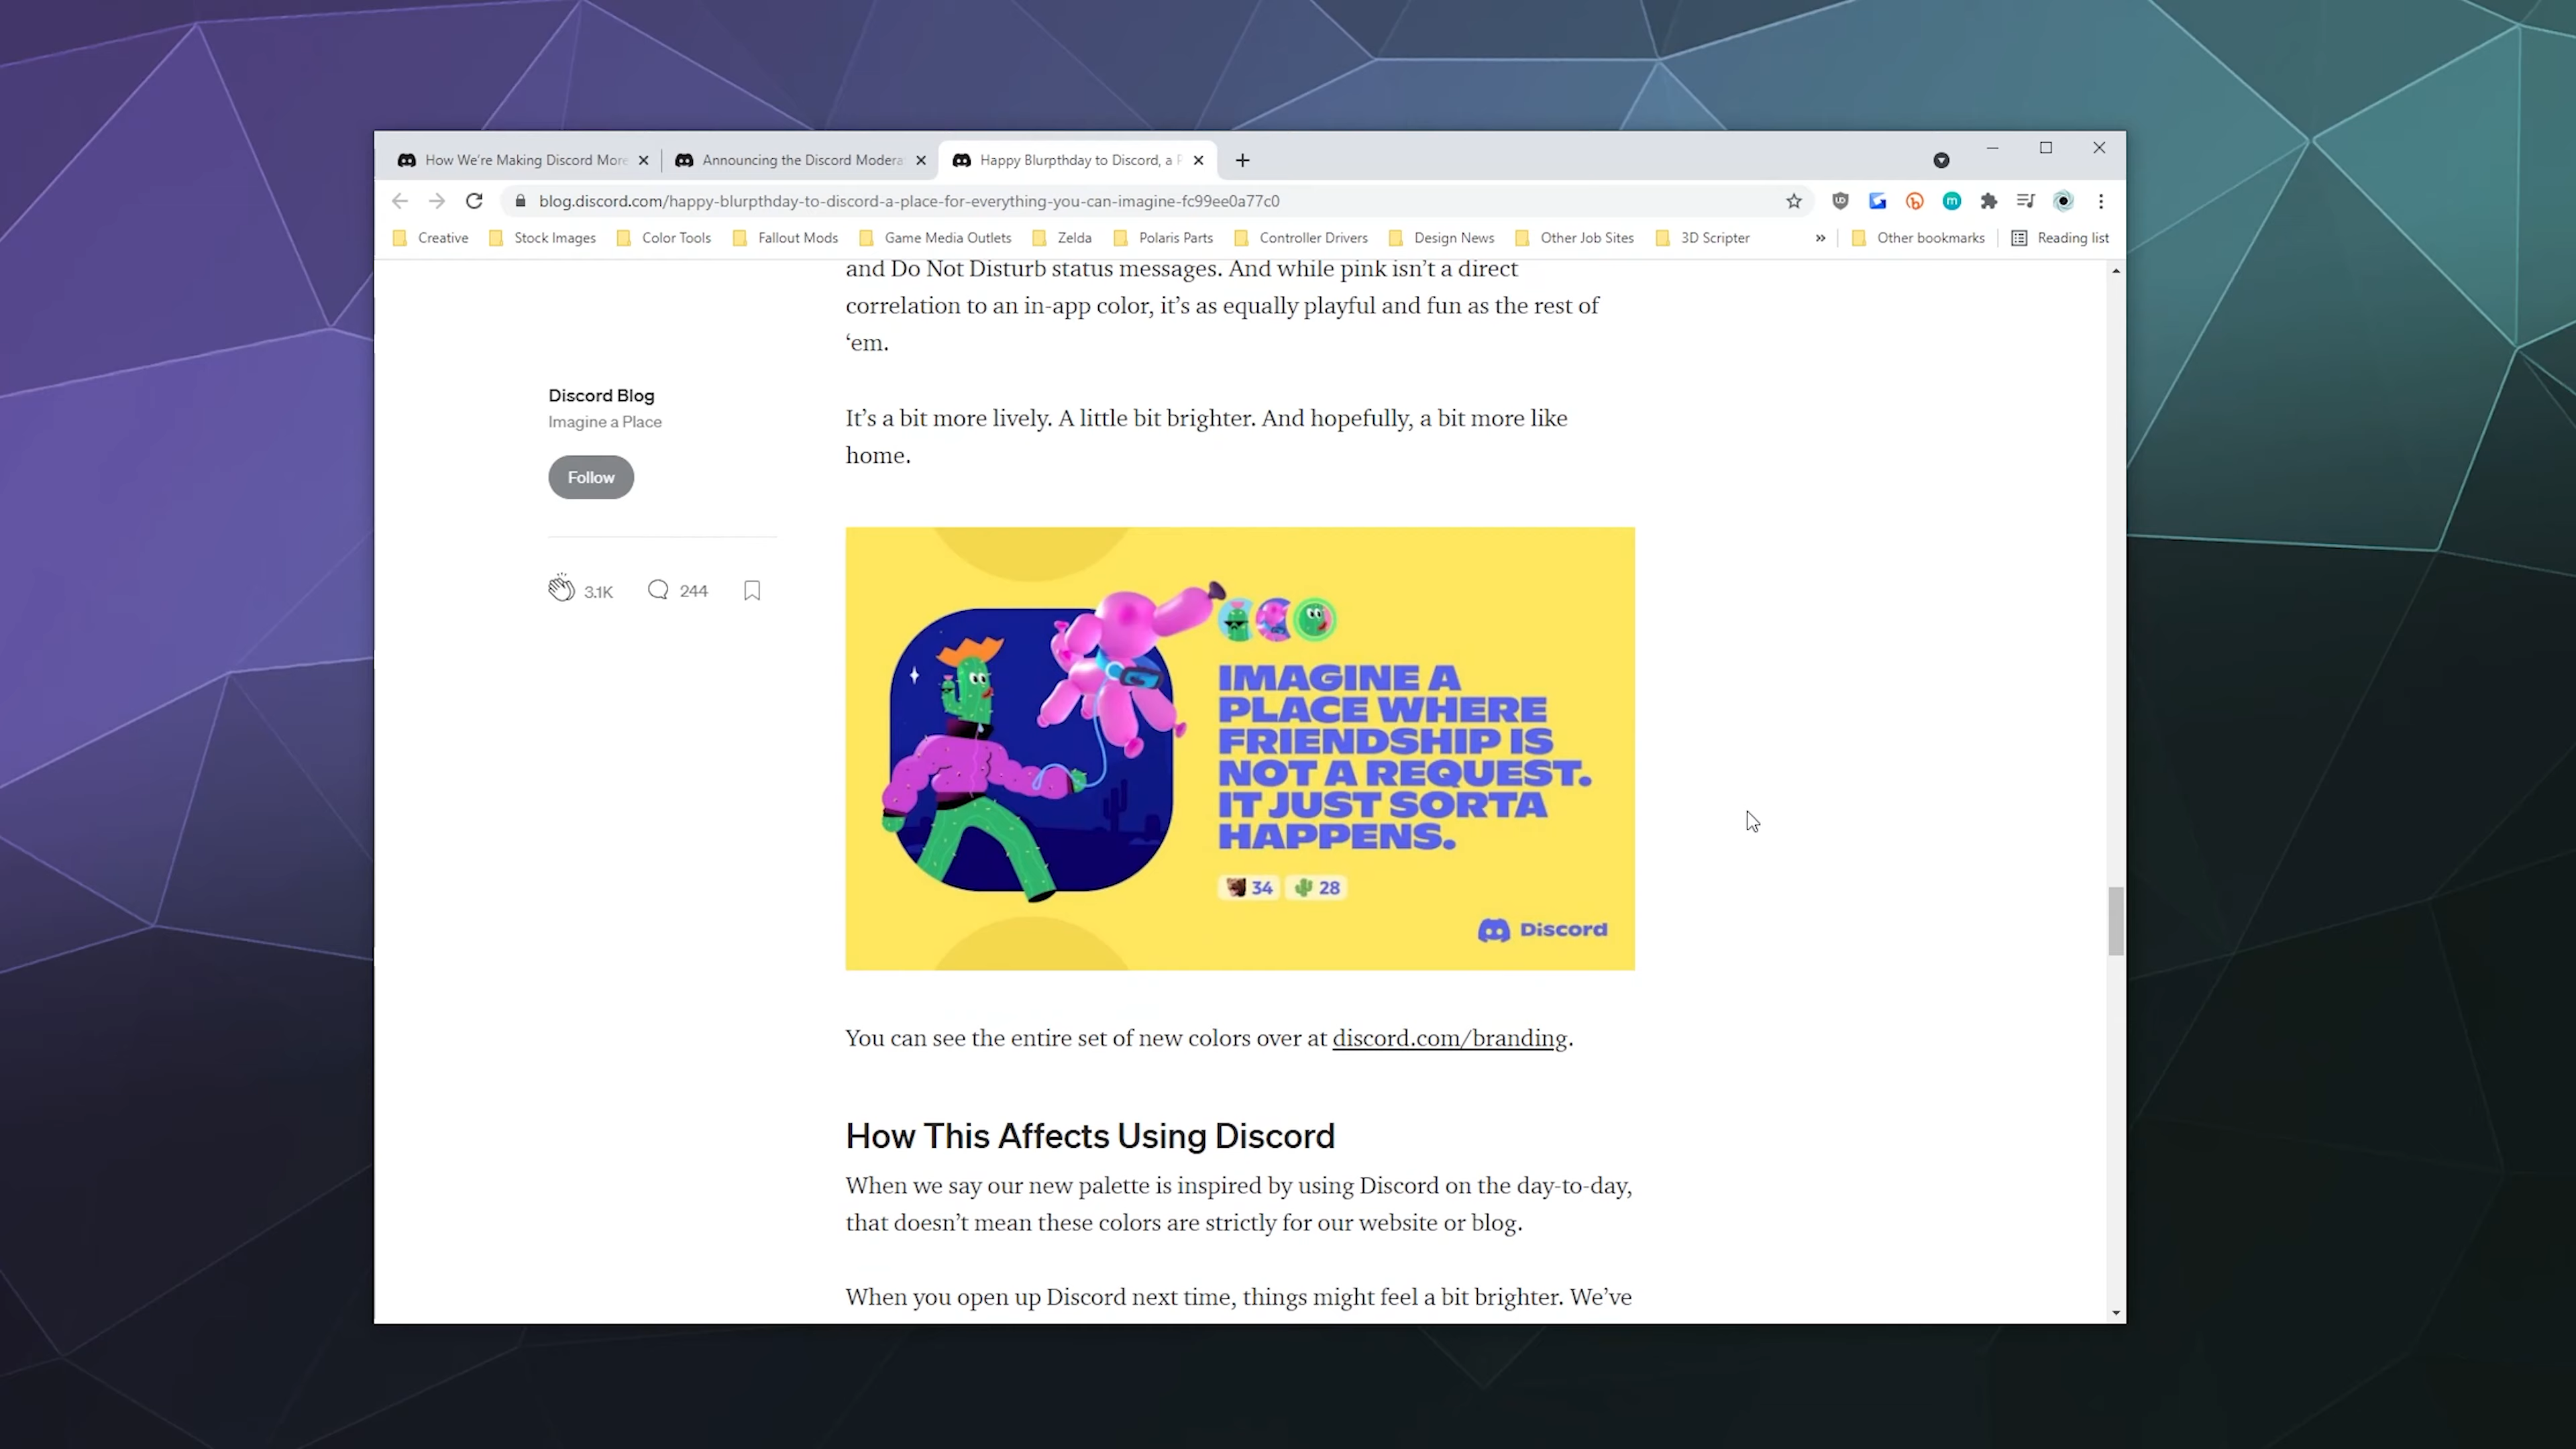 How We're Making Discord More
Announcing the Discord Modera
Happy Blurpthday to Discord, a P
blog.discord.com/happy-blurpthday-to-discord-a-place-for-everything-you-can-imagine-fc99ee0a77c0
Creative
Stock Images
Color Tools
Fallout Mods
Game Media Outlets
Zelda
Polaris Parts
Controller Drivers
Design News
Other Job Sites
3D Scripter
»
Other bookmarks
Reading list
and Do Not Disturb status messages. And while pink isn’t a direct
correlation to an in-app color, it’s as equally playful and fun as the rest of
‘em.
Discord Blog
Imagine a Place
Follow
3.1K
244
It’s a bit more lively. A little bit brighter. And hopefully, a bit more like
home.
IMAGINE A
PLACE WHERE
FRIENDSHIP IS
NOT A REQUEST.
IT JUST SORTA
HAPPENS.
34
28
Discord
You can see the entire set of new colors over at discord.com/branding.
How This Affects Using Discord
When we say our new palette is inspired by using Discord on the day-to-day,
that doesn’t mean these colors are strictly for our website or blog.
When you open up Discord next time, things might feel a bit brighter. We’ve